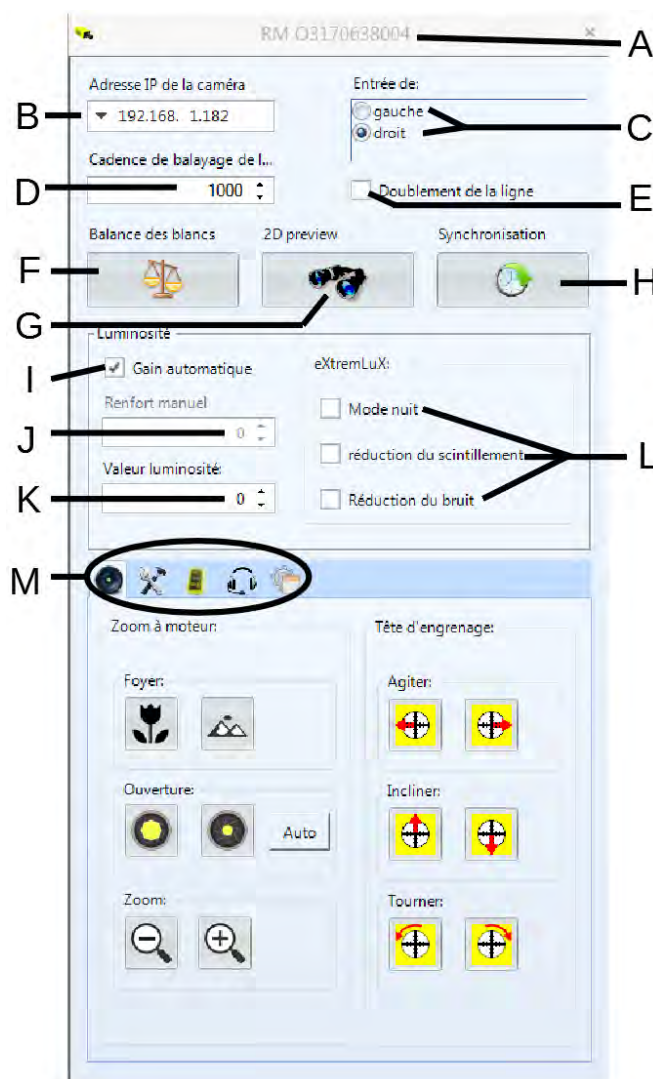 RM O3170638004
A
Adresse IP de la caméra
Entrée de:
B
192.168. 1.182
gauche
droit
C
Cadence de balayage de l...
D
1000
Doublement de la ligne
E
Balance des blancs
2D preview
Synchronisation
F
G
H
Luminosité
I
Gain automatique
eXtremLuX:
Renfort manuel
Mode nuit
J
0
réduction du scintillement
L
Valeur luminosité:
K
0
Réduction du bruit
M
Zoom à moteur:
Tête d'engrenage:
Foyer:
Agiter:
Ouverture:
Incliner:
Auto
Zoom:
Tourner: